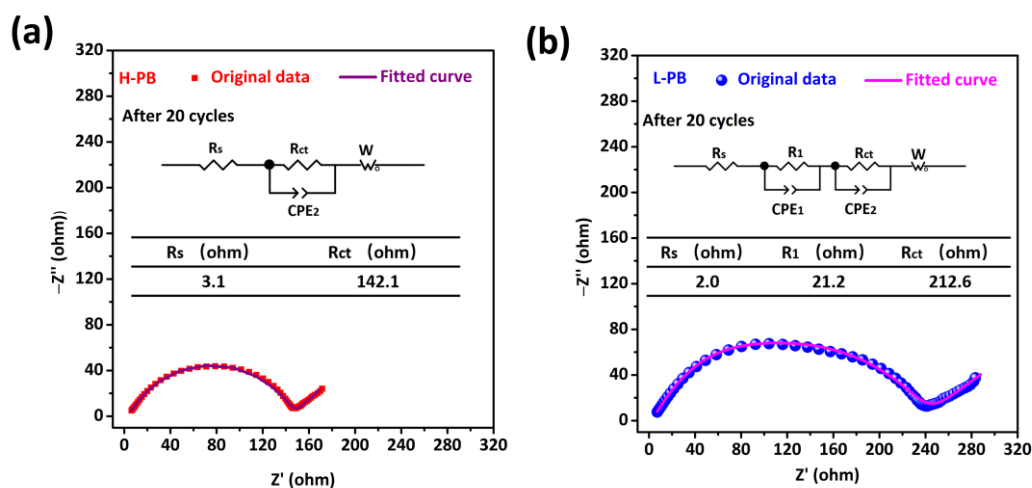 (a)
320
280
240
200
160
120
80
40
0
−Z'' (ohm))
H-PB Original data Fitted curve
After 20 cycles
Rs Rct W
o
CPE2
Rs (ohm) Rct (ohm)
3.1 142.1
0 40 80 120 160 200 240 280 320
Z' (ohm)
(b)
320
280
240
200
160
120
80
40
0
−Z'' (ohm)
L-PB Original data Fitted curve
After 20 cycles
Rs R1 Rct W
o
CPE1 CPE2
Rs (ohm) R1 (ohm) Rct (ohm)
2.0 21.2 212.6
0 40 80 120 160 200 240 280 320
Z' (ohm)